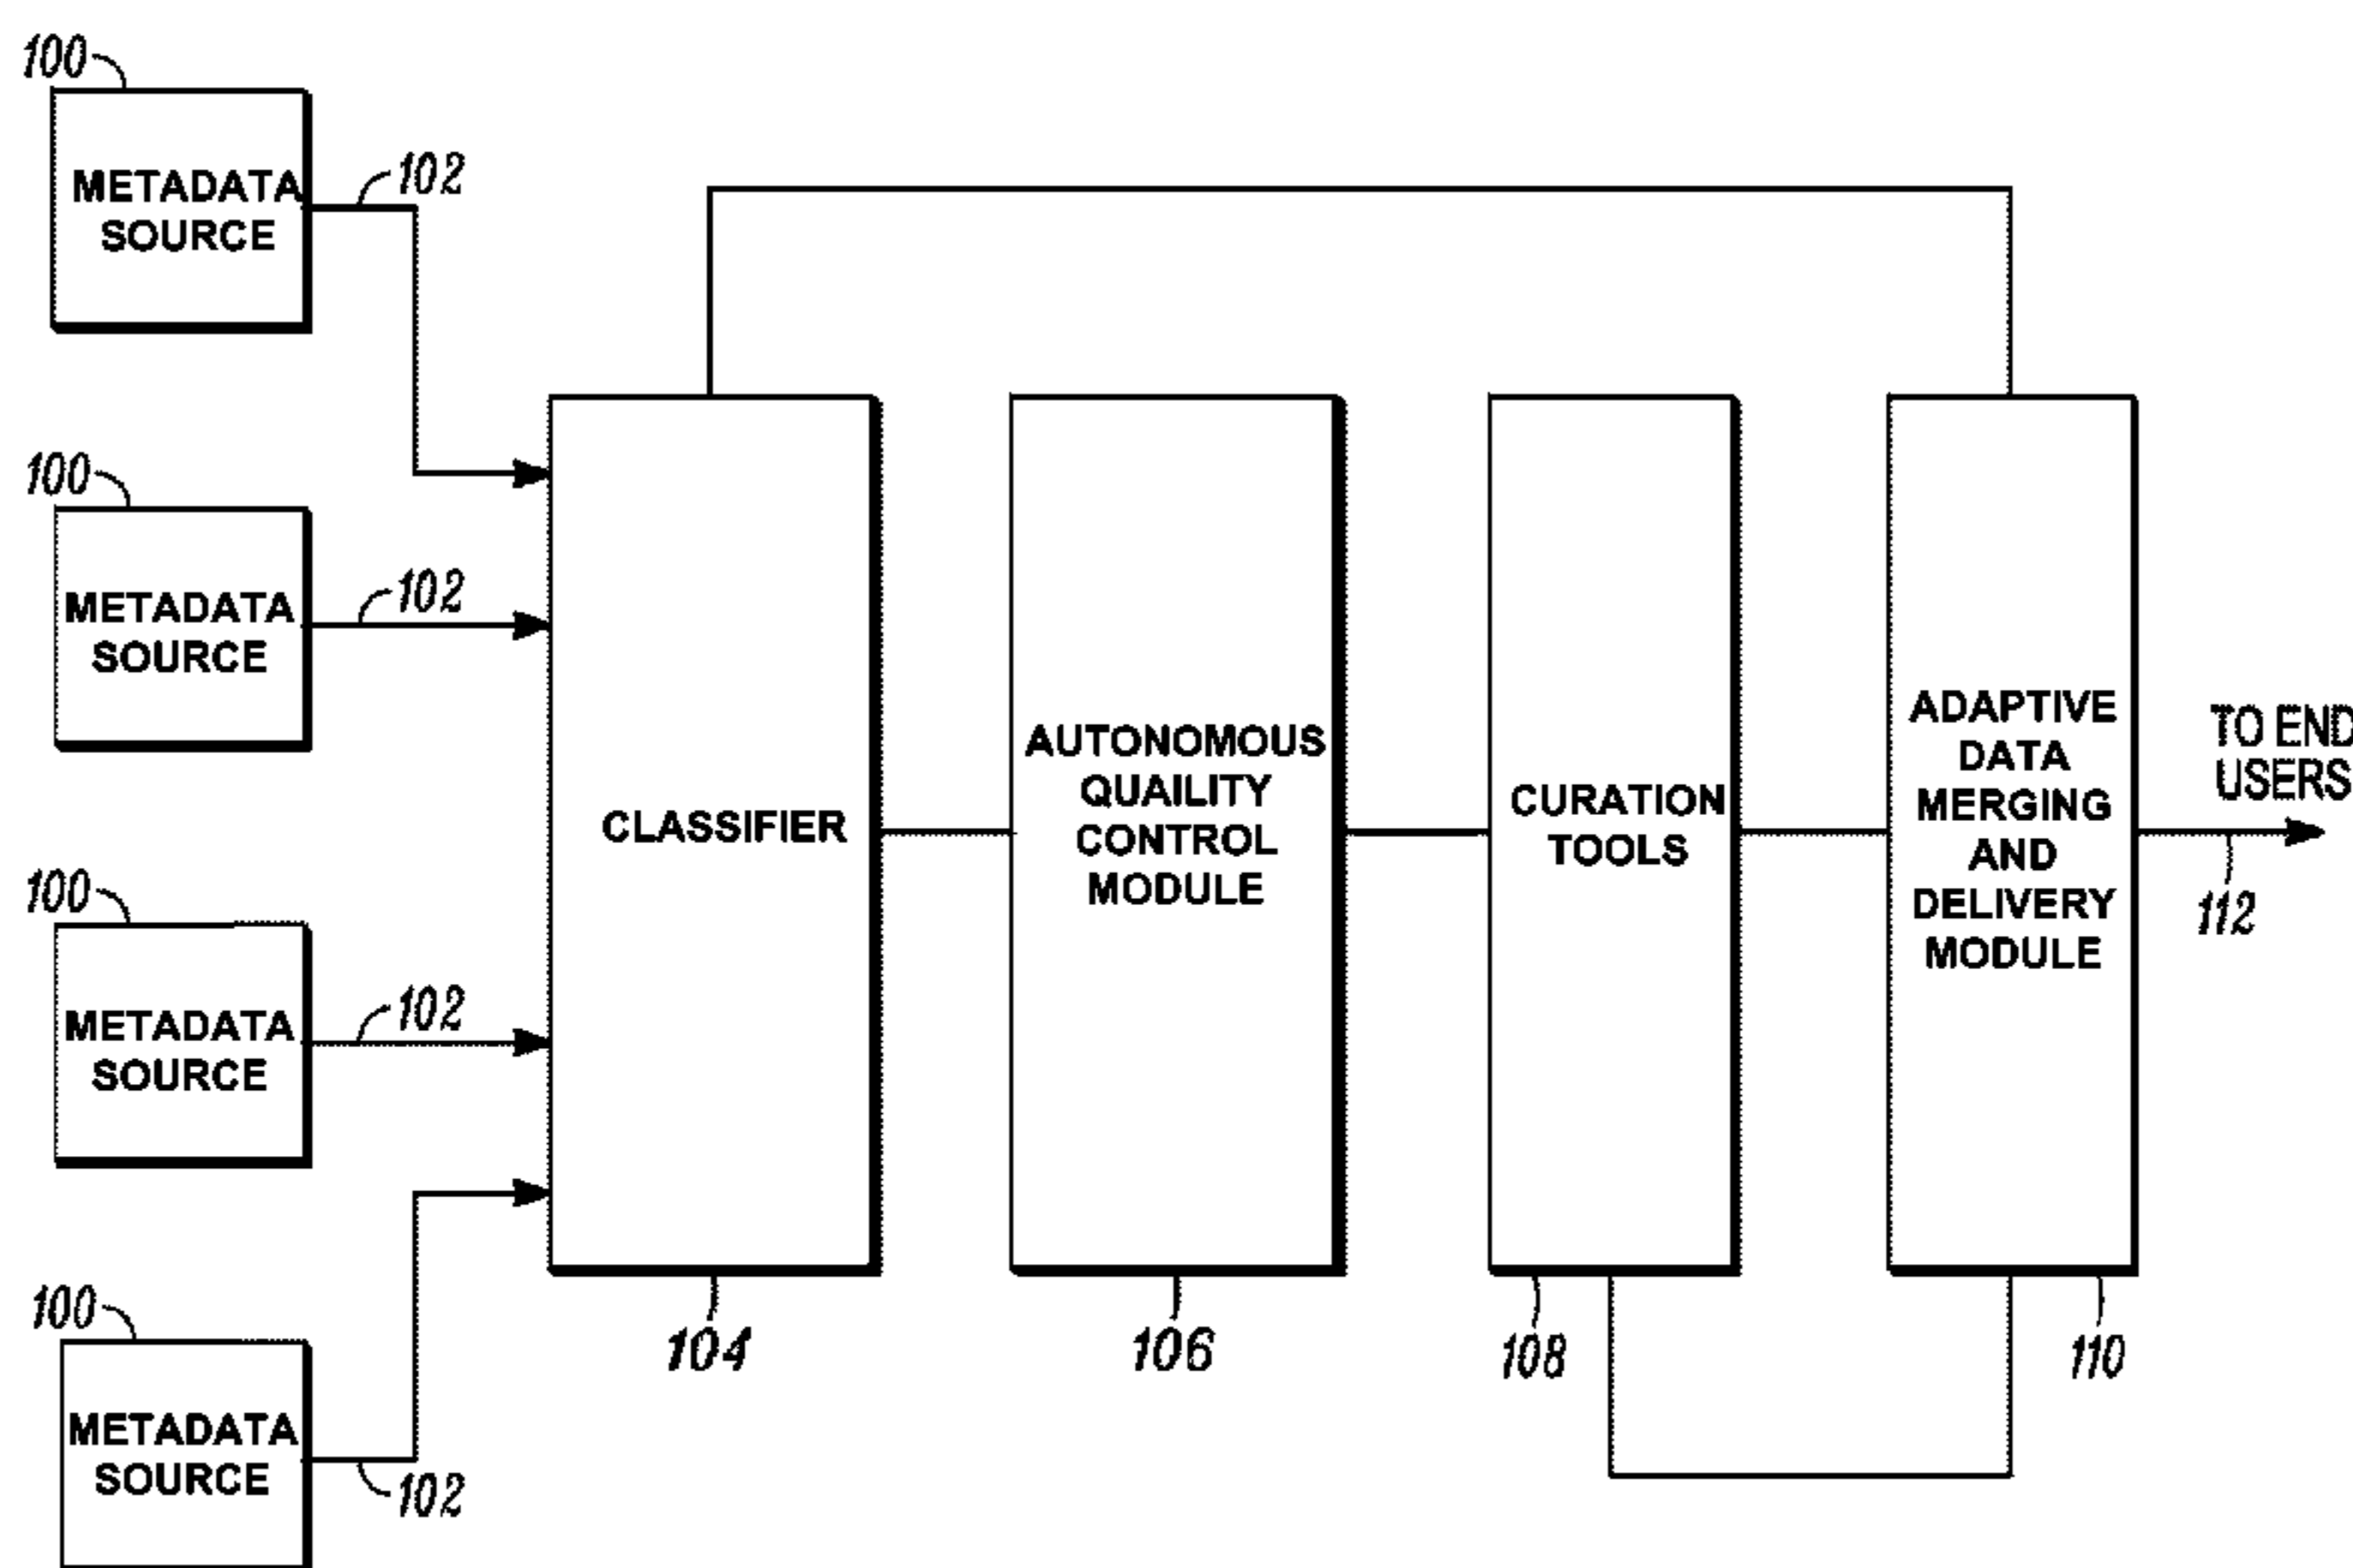 100
METADATA
SOURCE
102
100
METADATA
SOURCE
102
100
METADATA
SOURCE
102
100
METADATA
SOURCE
102
CLASSIFIER
104
AUTONOMOUS
QUAILITY
CONTROL
MODULE
106
CURATION
TOOLS
108
ADAPTIVE
DATA
MERGING
AND
DELIVERY
MODULE
110
TO END
USERS
112